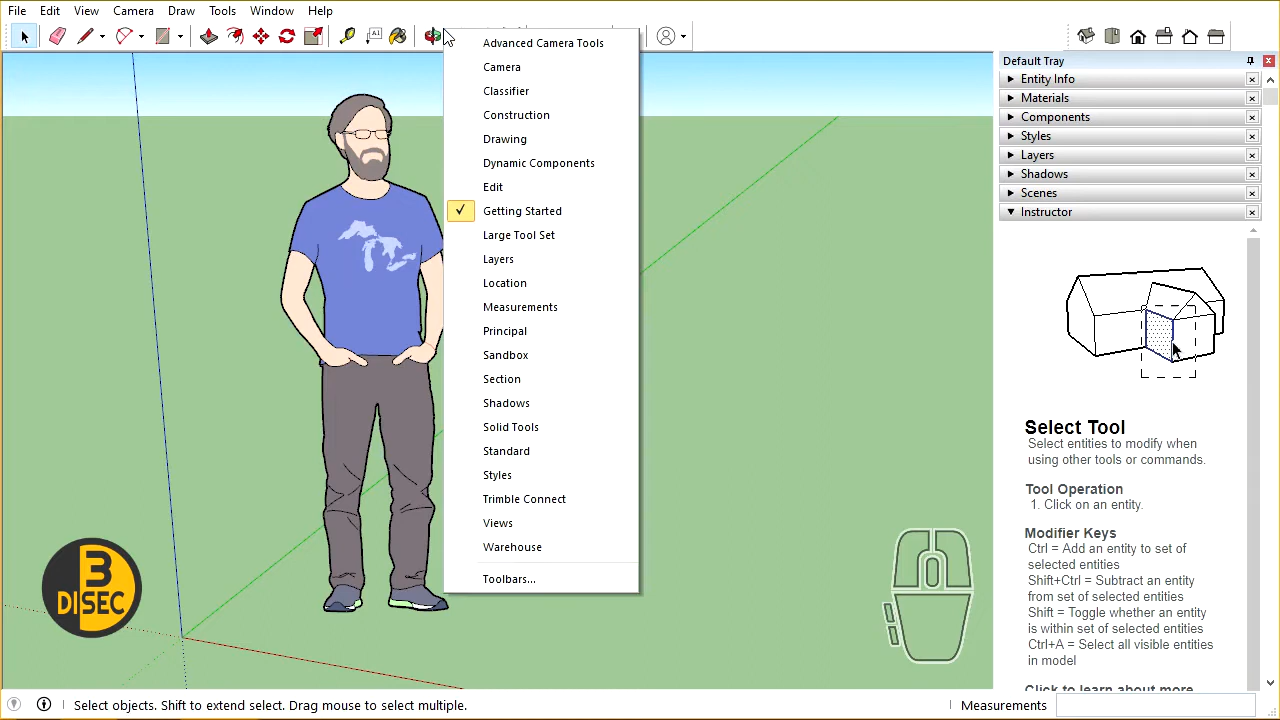 File Edit View Camera Draw Tools Window Help
A1
Default Tray
Entity Info
Materials
Components
Styles
Layers
Shadows
Scenes
Instructor
Advanced Camera Tools
Camera
Classifier
Construction
Drawing
Dynamic Components
Edit
Getting Started
Large Tool Set
Layers
Location
Measurements
Principal
Sandbox
Section
Shadows
Solid Tools
Standard
Styles
Trimble Connect
Views
Warehouse
Toolbars...
Select Tool
Select entities to modify when
using other tools or commands.
Tool Operation
1. Click on an entity.
Modifier Keys
Ctrl = Add an entity to set of
selected entities
Shift+Ctrl = Subtract an entity
from set of selected entities
Shift = Toggle whether an entity
is within set of selected entities
Ctrl+A = Select all visible entities
in model
Click to learn about more
3
DISEC
Select objects. Shift to extend select. Drag mouse to select multiple.
Measurements